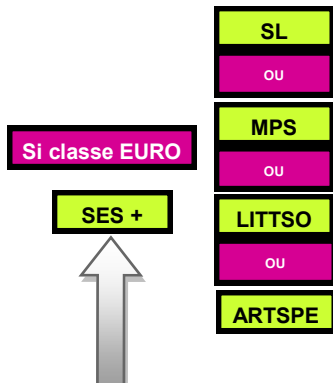 SL
OU
MPS
Si classe EURO
OU
SES +
LITTSO
OU
ARTSPE